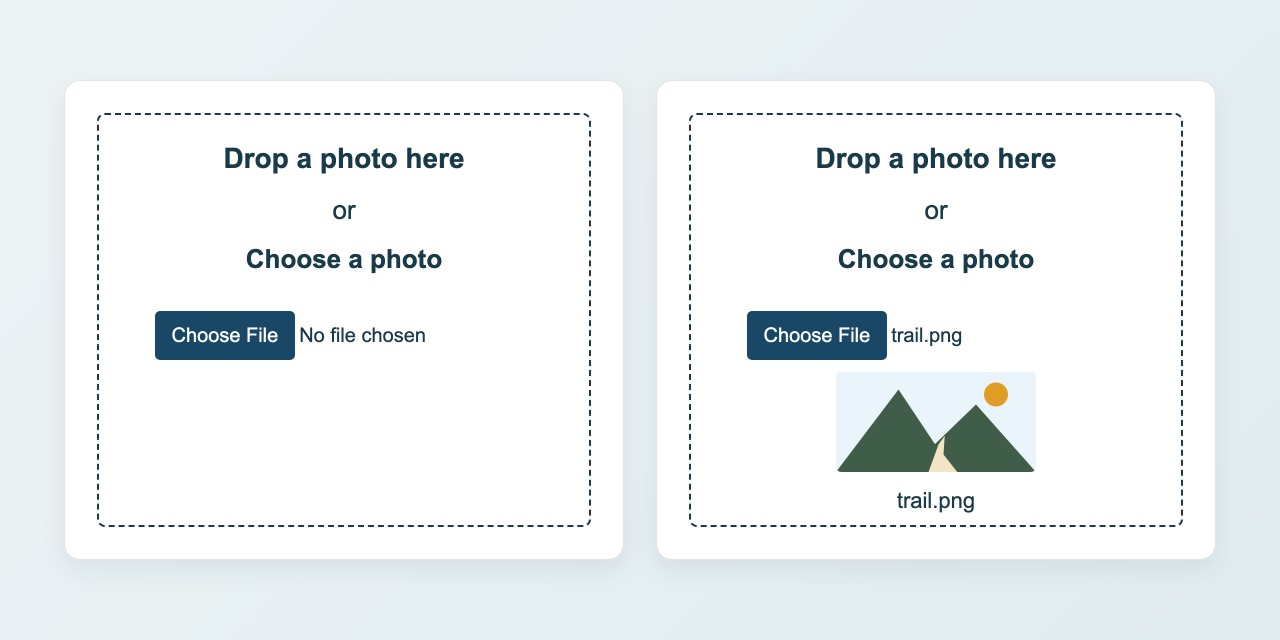 Drop a photo here
or
Choose a photo
Choose File No file chosen
Drop a photo here
or
Choose a photo
Choose File trail.png
trail.png